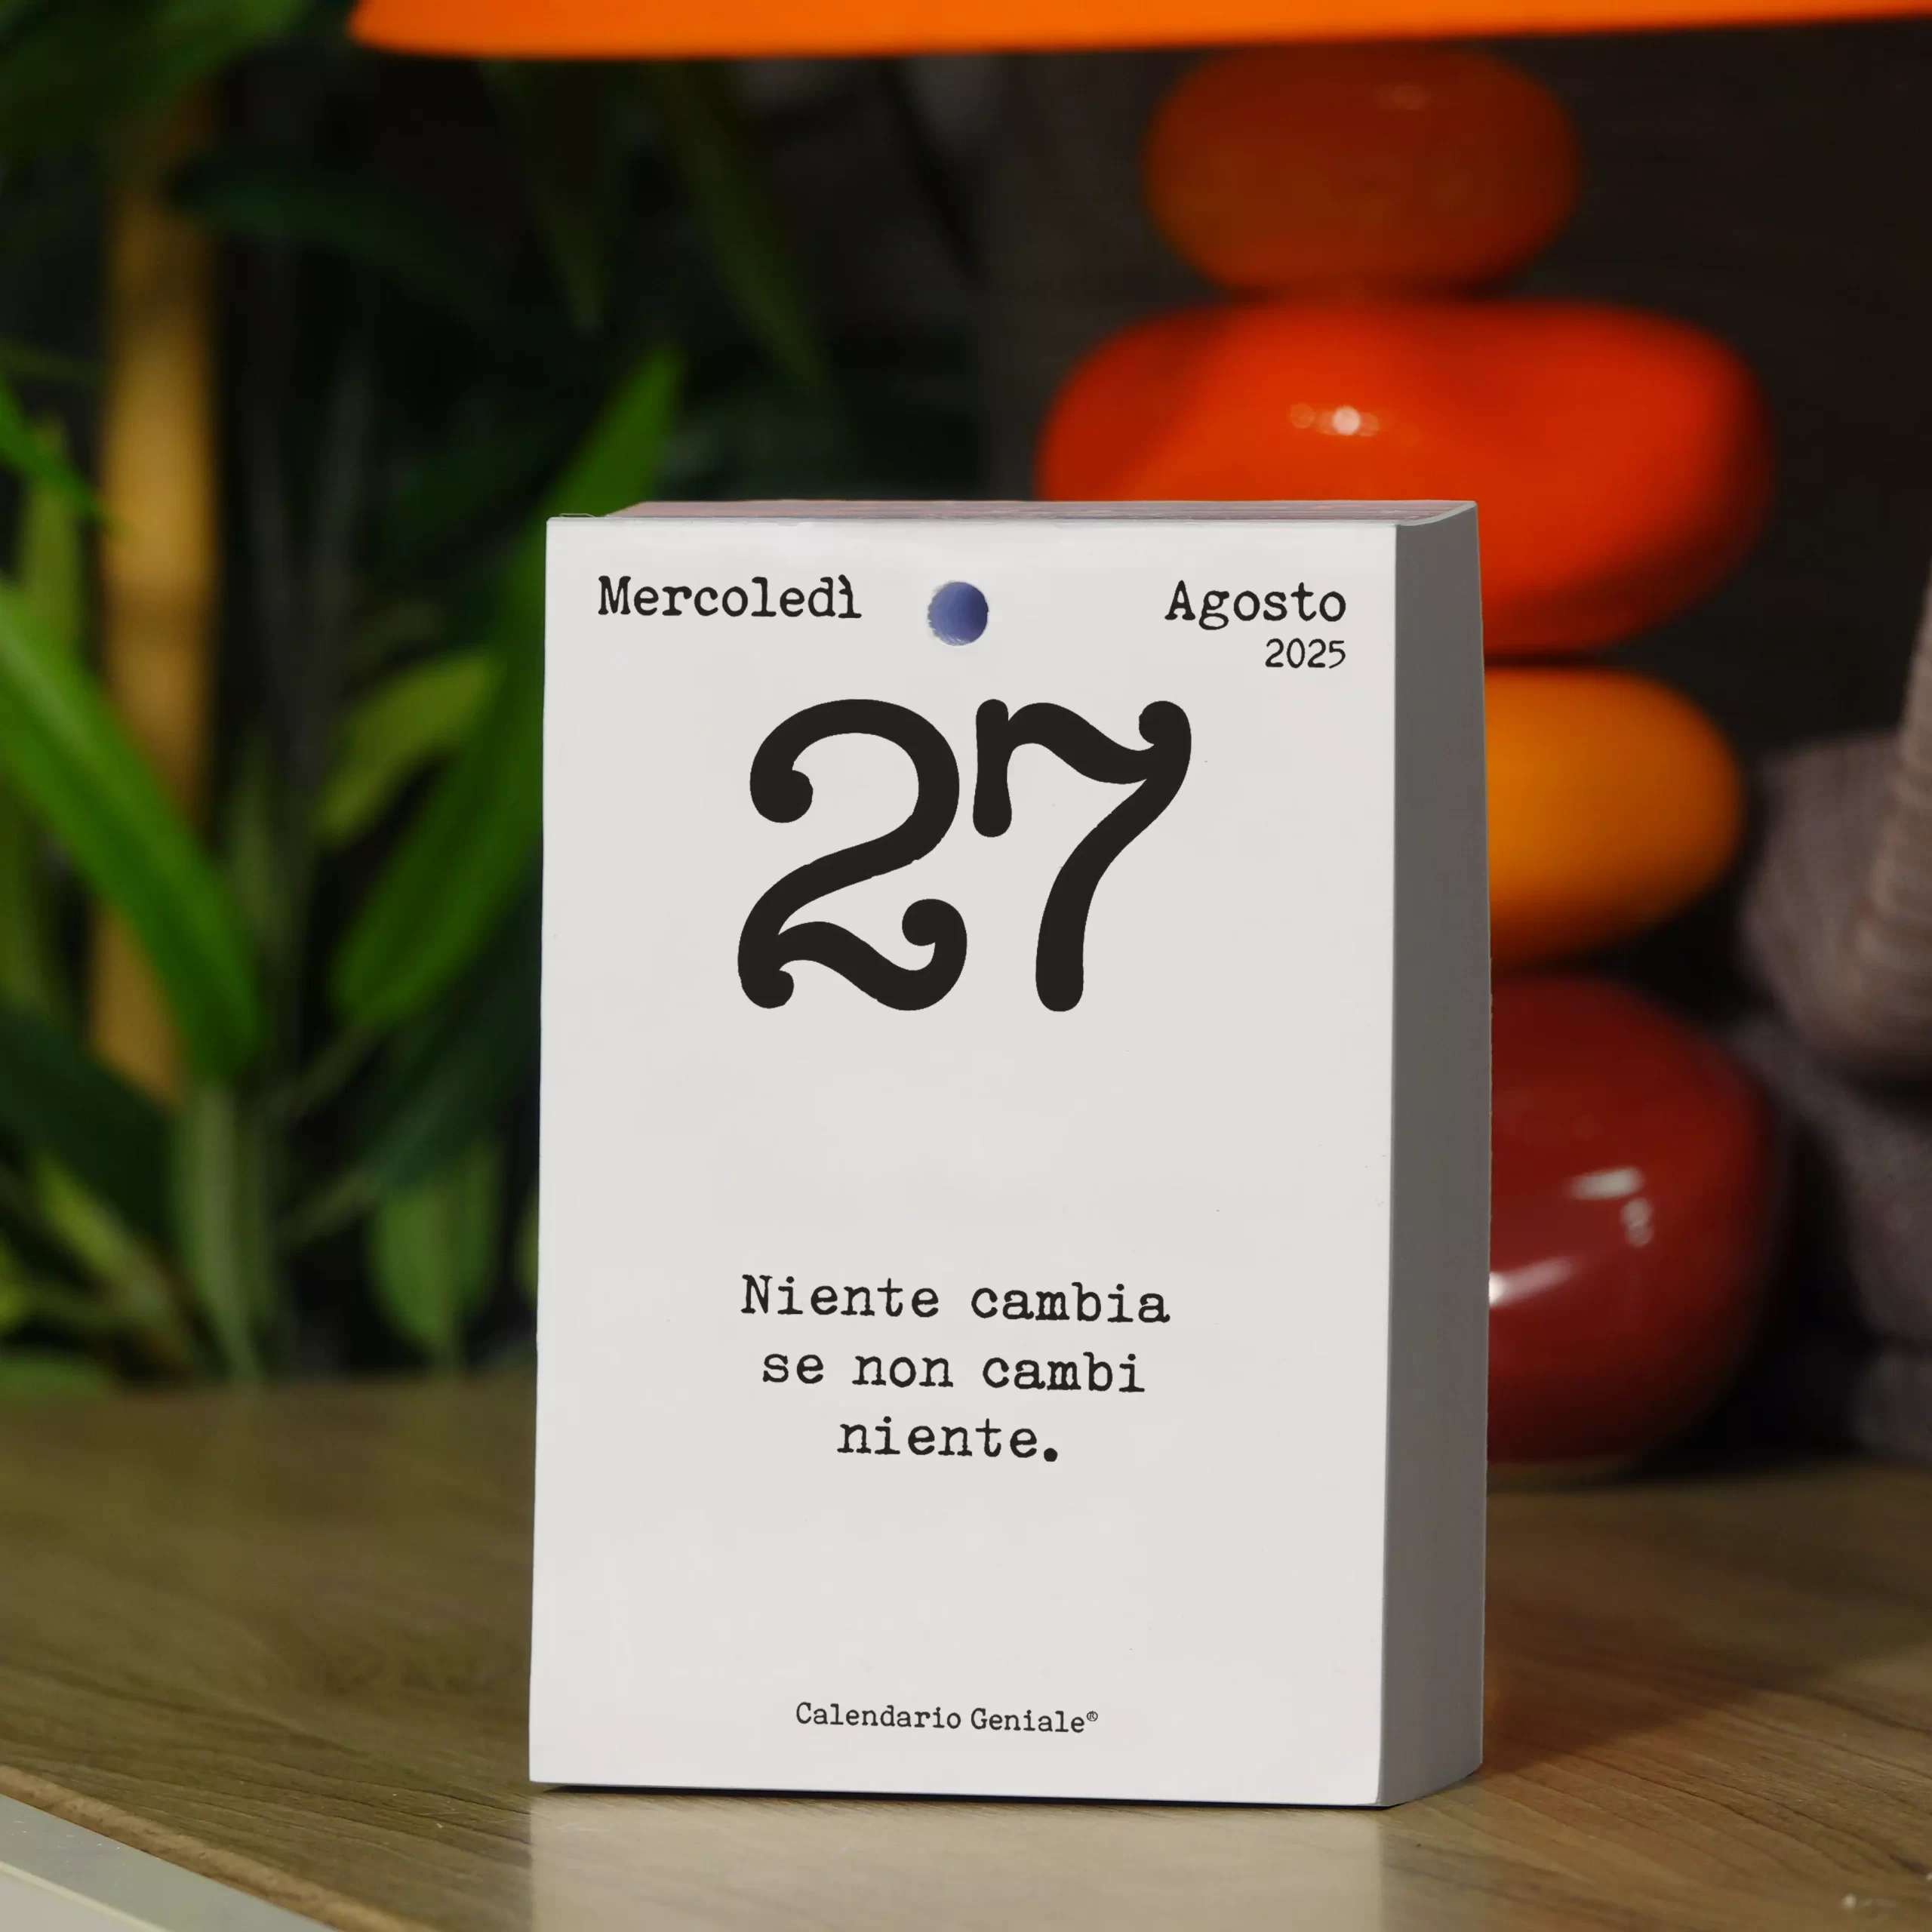 Mercoledì
Agosto
2025
27
Niente cambia
se non cambi
niente.
Calendario Geniale®